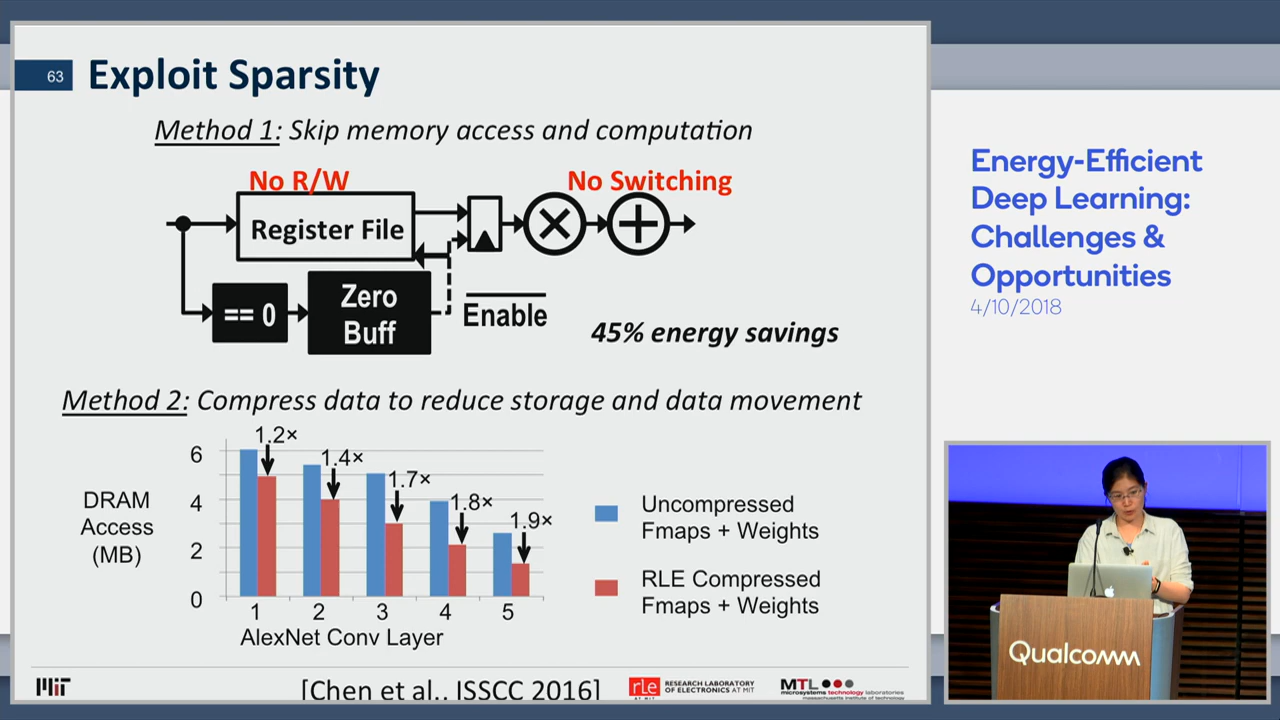 63
Exploit Sparsity
Method 1: Skip memory access and computation
No R/W
No Switching
Register File
== 0
Zero
Buff
Enable
45% energy savings
Method 2: Compress data to reduce storage and data movement
DRAM
Access
(MB)
6
4
2
0
1.2×
1.4×
1.7×
1.8×
1.9×
1 2 3 4 5
AlexNet Conv Layer
Uncompressed
Fmaps + Weights
RLE Compressed
Fmaps + Weights
MIT
[Chen et al., ISSCC 2016]
rle
AT MIT
RESEARCH LABORATORY
OF ELECTRONICS AT MIT
MTL
microsystems technology laboratories
massachusetts institute of technology
Energy-Efficient
Deep Learning:
Challenges &
Opportunities
4/10/2018
Qualcomm